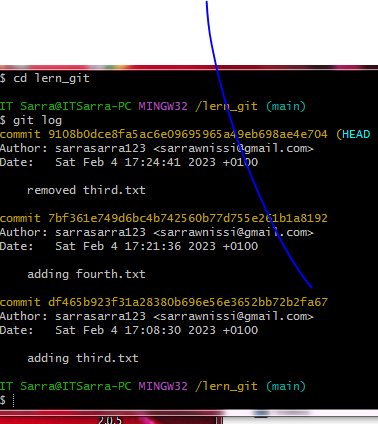 $ cd lern_git
IT Sarra@ITSarra-PC MINGW32 /lern_git (main)
$ git log
commit 9108b0dce8fa5ac6e09695965a49eb698ae4e704 (HEAD
Author: sarrasarra123 <sarrawnissi@gmail.com>
Date: Sat Feb 4 17:24:41 2023 +0100
removed third.txt
commit 7bf361e749d6bc4b742560b77d755e261b1a8192
Author: sarrasarra123 <sarrawnissi@gmail.com>
Date: Sat Feb 4 17:21:36 2023 +0100
adding fourth.txt
commit df465b923f31a28380b696e56e3652bb72b2fa67
Author: sarrasarra123 <sarrawnissi@gmail.com>
Date: Sat Feb 4 17:08:30 2023 +0100
adding third.txt
IT Sarra@ITSarra-PC MINGW32 /lern_git (main)
$
2.0.5